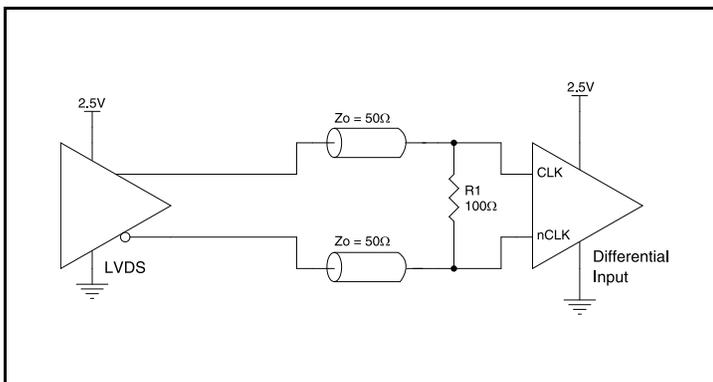 2.5V
2.5V
Zo = 50Ω
CLK
R1
100Ω
Zo = 50Ω
nCLK
LVDS
Differential
Input